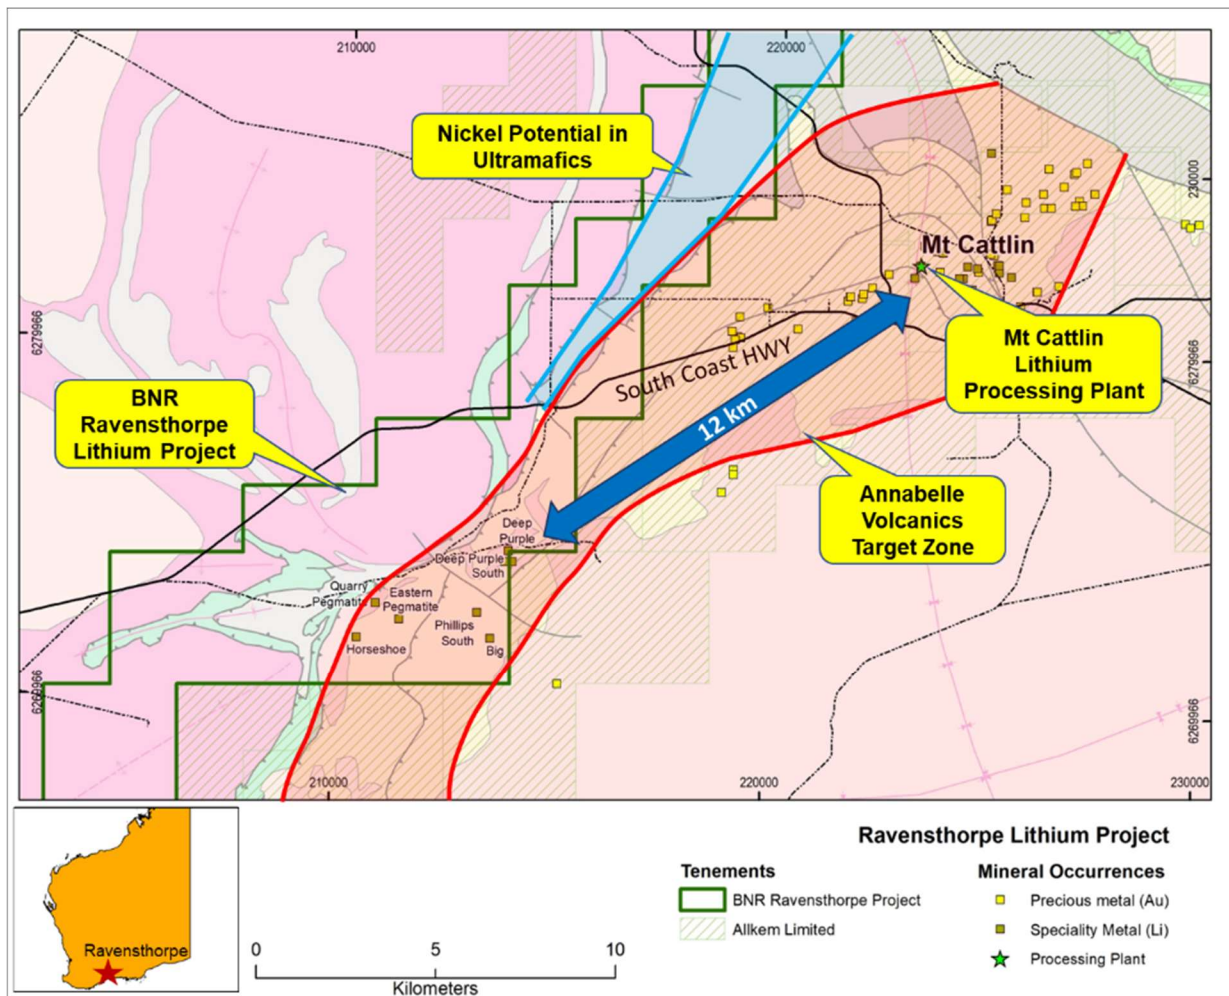 210000
220000
Nickel Potential in
Ultramafics
230000
Mt Cattlin
6279966
South Coast HWY
12 km
Mt Cattlin
Lithium
Processing Plant
6279966
BNR
Ravensthorpe
Lithium Project
Annabelle
Volcanics
Target Zone
Deep
Purple
Deep Purple
South
Quarry
Pegmatite
Eastern
Pegmatite
Phillips
South
Horseshoe
Big
6269966
6269966
210000
220000
230000
Ravensthorpe
0
5
10
Kilometers
Ravensthorpe Lithium Project
Tenements
BNR Ravensthorpe Project
Allkem Limited
Mineral Occurrences
Precious metal (Au)
Speciality Metal (Li)
Processing Plant